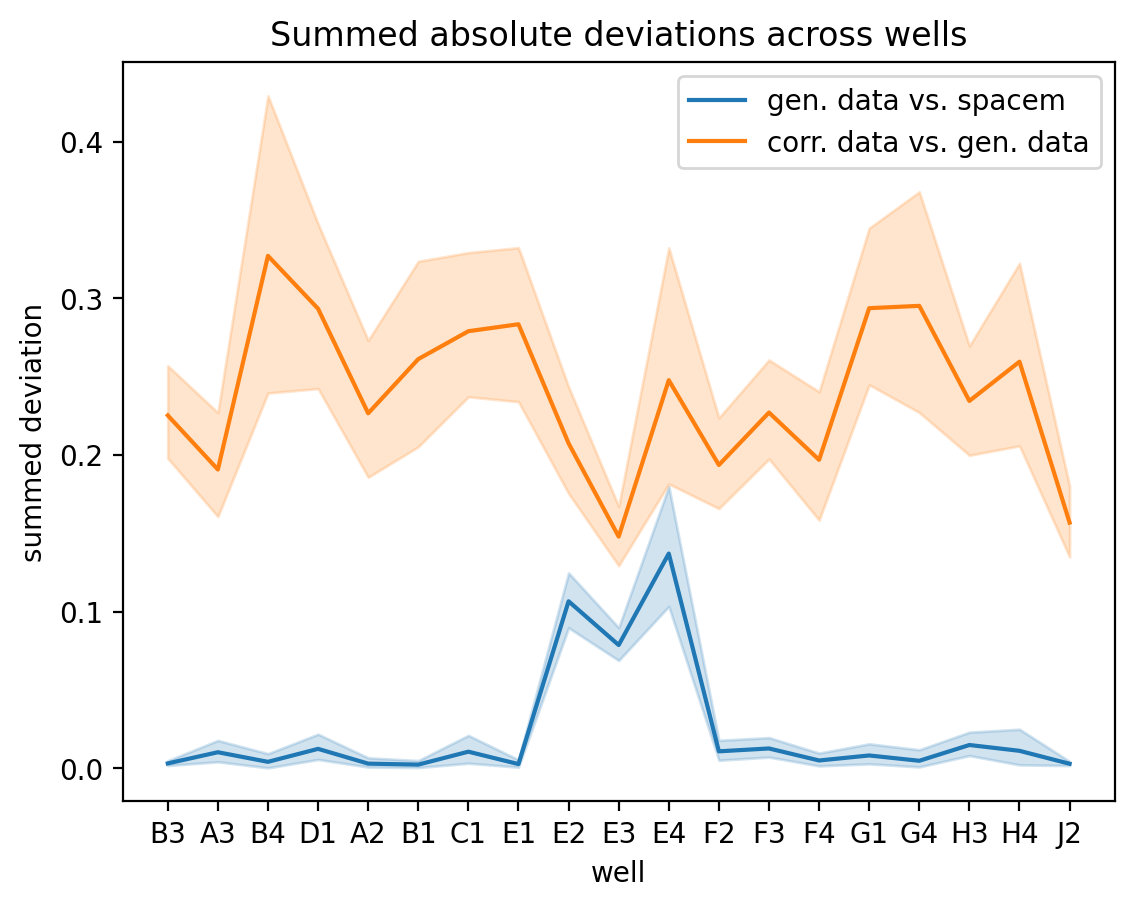 Summed absolute deviations across wells
gen. data vs. spacem
corr. data vs. gen. data
summed deviation
0.4
0.3
0.2
0.1
0.0
B3 A3 B4 D1 A2 B1 C1 E1 E2 E3 E4 F2 F3 F4 G1 G4 H3 H4 J2
well